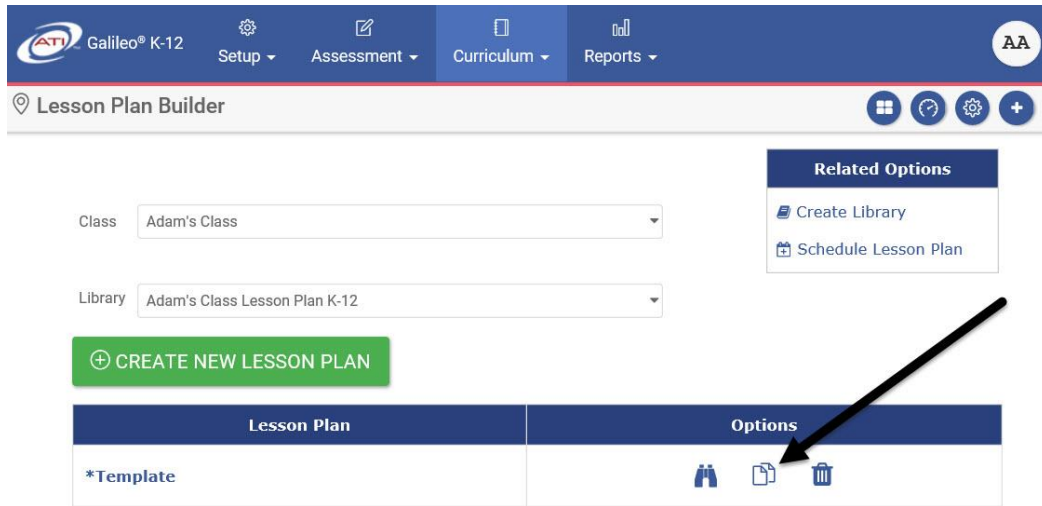 ATI Galileo® K-12
Setup
Assessment
Curriculum
Reports
AA
Lesson Plan Builder
Related Options
Create Library
Schedule Lesson Plan
Class Adam's Class
Library Adam's Class Lesson Plan K-12
CREATE NEW LESSON PLAN
Lesson Plan Options
*Template